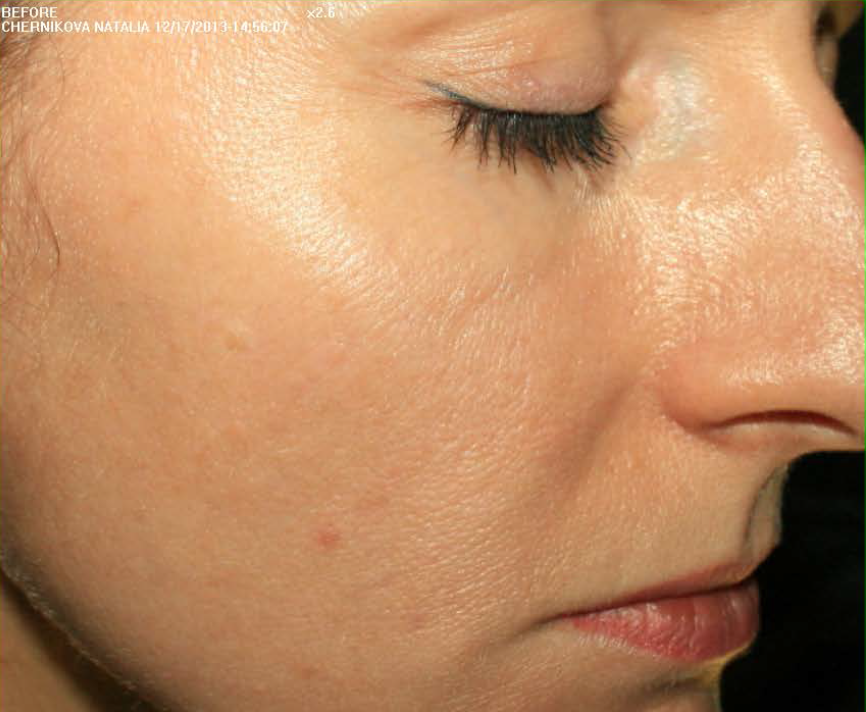 BEFORE x2.6
CHERNIKOVA NATALIA 12/17/2013-14:56:07